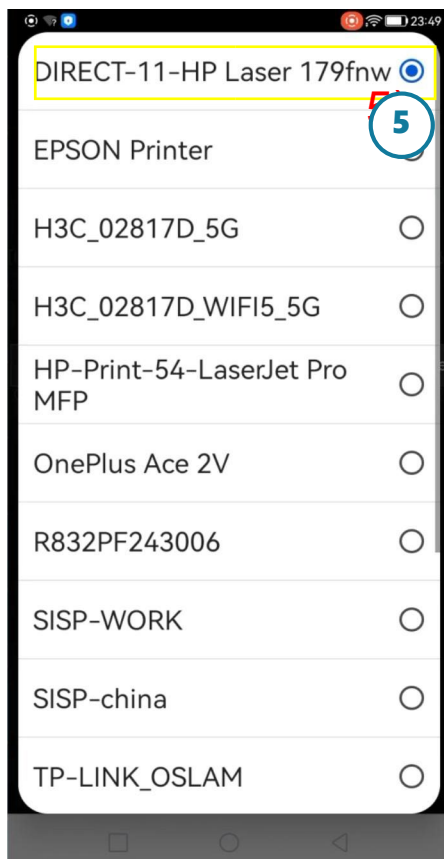 23:49
DIRECT-11-HP Laser 179fnw
5
EPSON Printer
H3C_02817D_5G
H3C_02817D_WIFI5_5G
HP-Print-54-LaserJet Pro
MFP
OnePlus Ace 2V
R832PF243006
SISP-WORK
SISP-china
TP-LINK_OSLAM